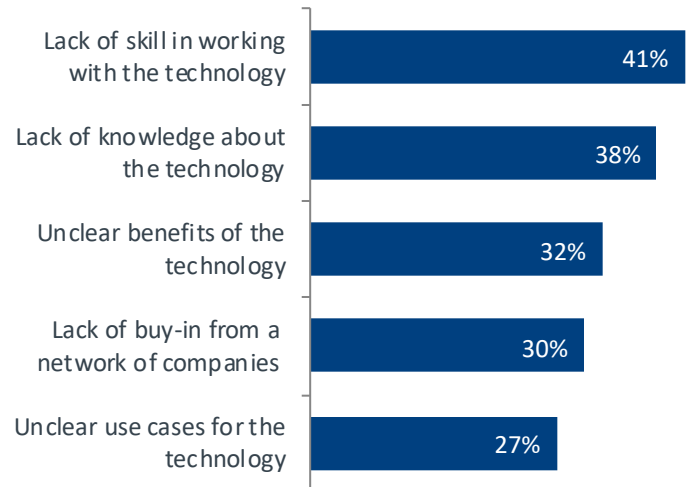 Lack of skill in working
with the technology
41%
Lack of knowledge about
the technology
38%
Unclear benefits of the
technology
32%
Lack of buy-in from a
network of companies
30%
Unclear use cases for the
technology
27%